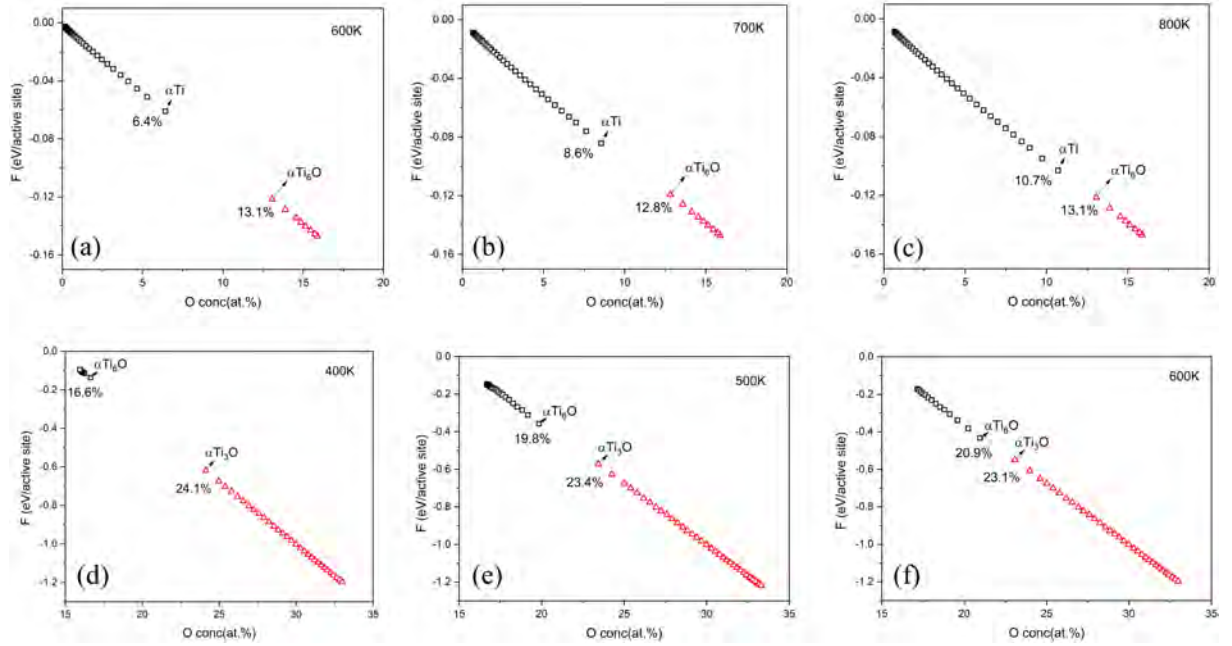 600K
0.00
-0.04
-0.08
-0.12
-0.16
F (eV/active site)
αTi
6.4%
αTi₆O
13.1%
(a)
0 5 10 15 20
O conc(at.%)
700K
0.00
-0.04
-0.08
-0.12
-0.16
F (eV/active site)
αTi
8.6%
αTi₆O
12.8%
(b)
0 5 10 15 20
O conc(at.%)
800K
0.00
-0.04
-0.08
-0.12
-0.16
F (eV/active site)
αTi
10.7%
αTi₆O
13.1%
(c)
0 5 10 15 20
O conc(at.%)
400K
0.0
-0.2
-0.4
-0.6
-0.8
-1.0
-1.2
F (eV/active site)
αTi₆O
16.6%
αTi₃O
24.1%
(d)
15 20 25 30 35
O conc(at.%)
500K
0.0
-0.2
-0.4
-0.6
-0.8
-1.0
-1.2
F (eV/active site)
αTi₆O
19.8%
αTi₃O
23.4%
(e)
15 20 25 30 35
O conc(at.%)
600K
0.0
-0.2
-0.4
-0.6
-0.8
-1.0
-1.2
F (eV/active site)
αTi₆O
20.9%
αTi₃O
23.1%
(f)
15 20 25 30 35
O conc(at.%)